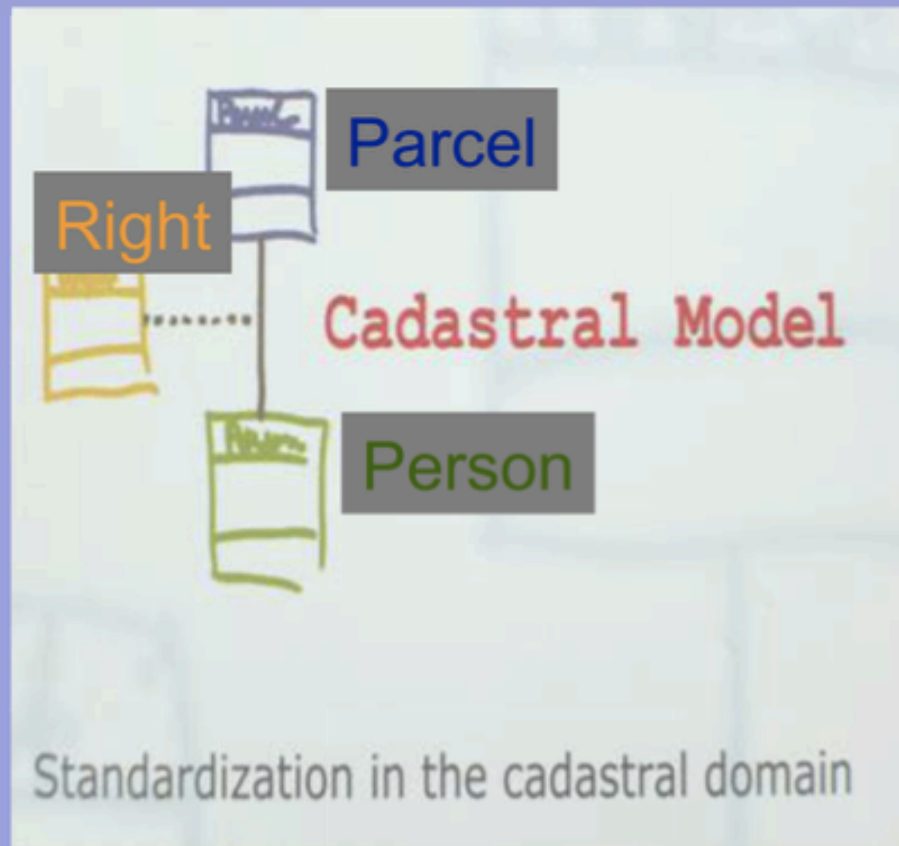 Parcel
Right
Cadastral Model
Person
Standardization in the cadastral domain